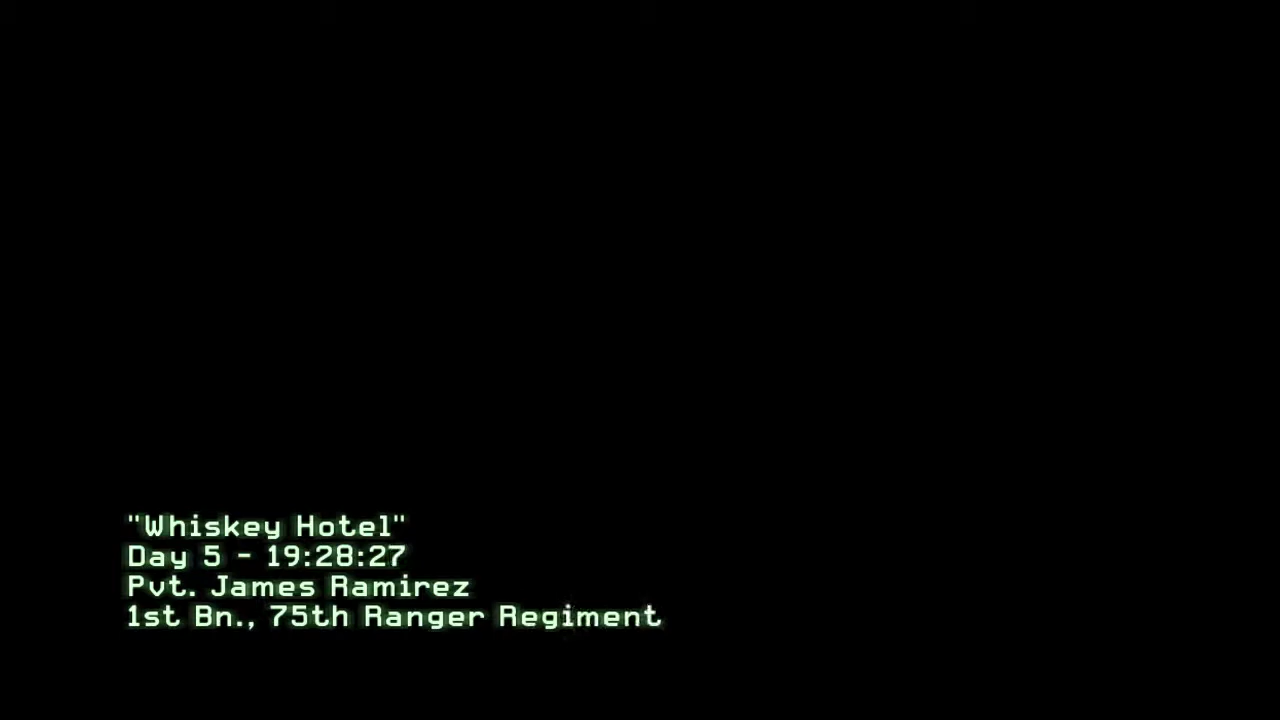 "Whiskey Hotel"
Day 5 - 19:28:27
Pvt. James Ramirez
1st Bn., 75th Ranger Regiment